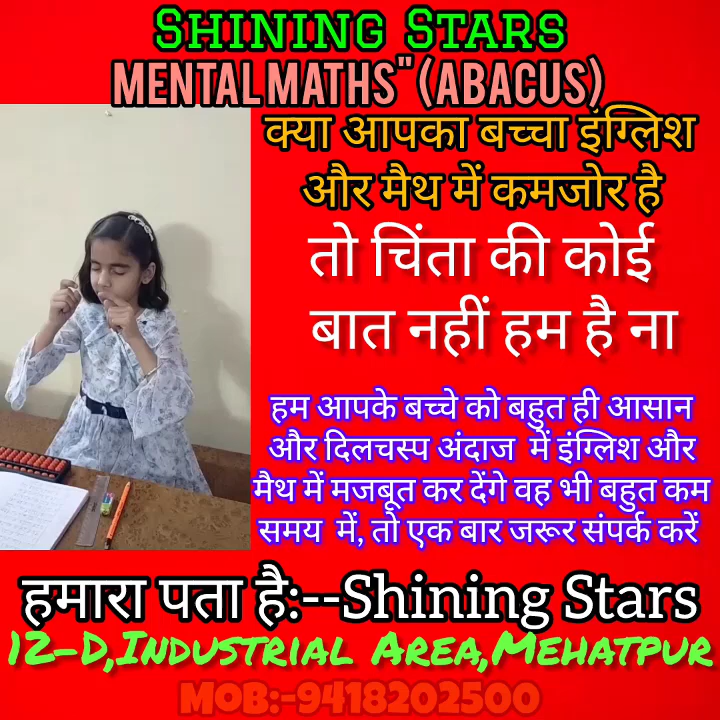 SHINING STARS
MENTAL MATHS" (ABACUS)
क्या आपका बच्चा इंग्लिश
और मैथ में कमजोर है
तो चिंता की कोई
बात नहीं हम है ना
हम आपके बच्चे को बहुत ही आसान
और दिलचस्प अंदाज में इंग्लिश और
मैथ में मजबूत कर देंगे वह भी बहुत कम
समय में, तो एक बार जरूर संपर्क करें
हमारा पता है:--Shining Stars
12-D,INDUSTRIAL AREA,MEHATPUR
MOB:-9418202500